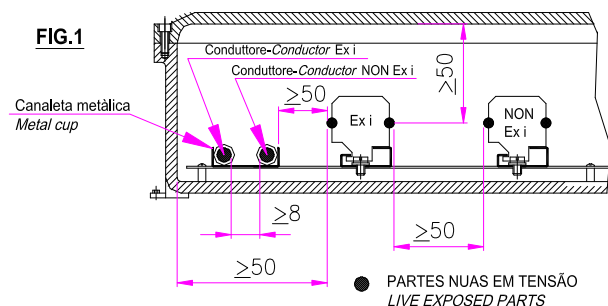 FIG.1
Conduttore-Conductor Ex i
Conduttore-Conductor NON Ex i
≥50
≥50
Canaleta metàlica
Metal cup
Ex i
NON
Ex i
≥8
≥50
≥50
PARTES NUAS EM TENSÃO
LIVE EXPOSED PARTS